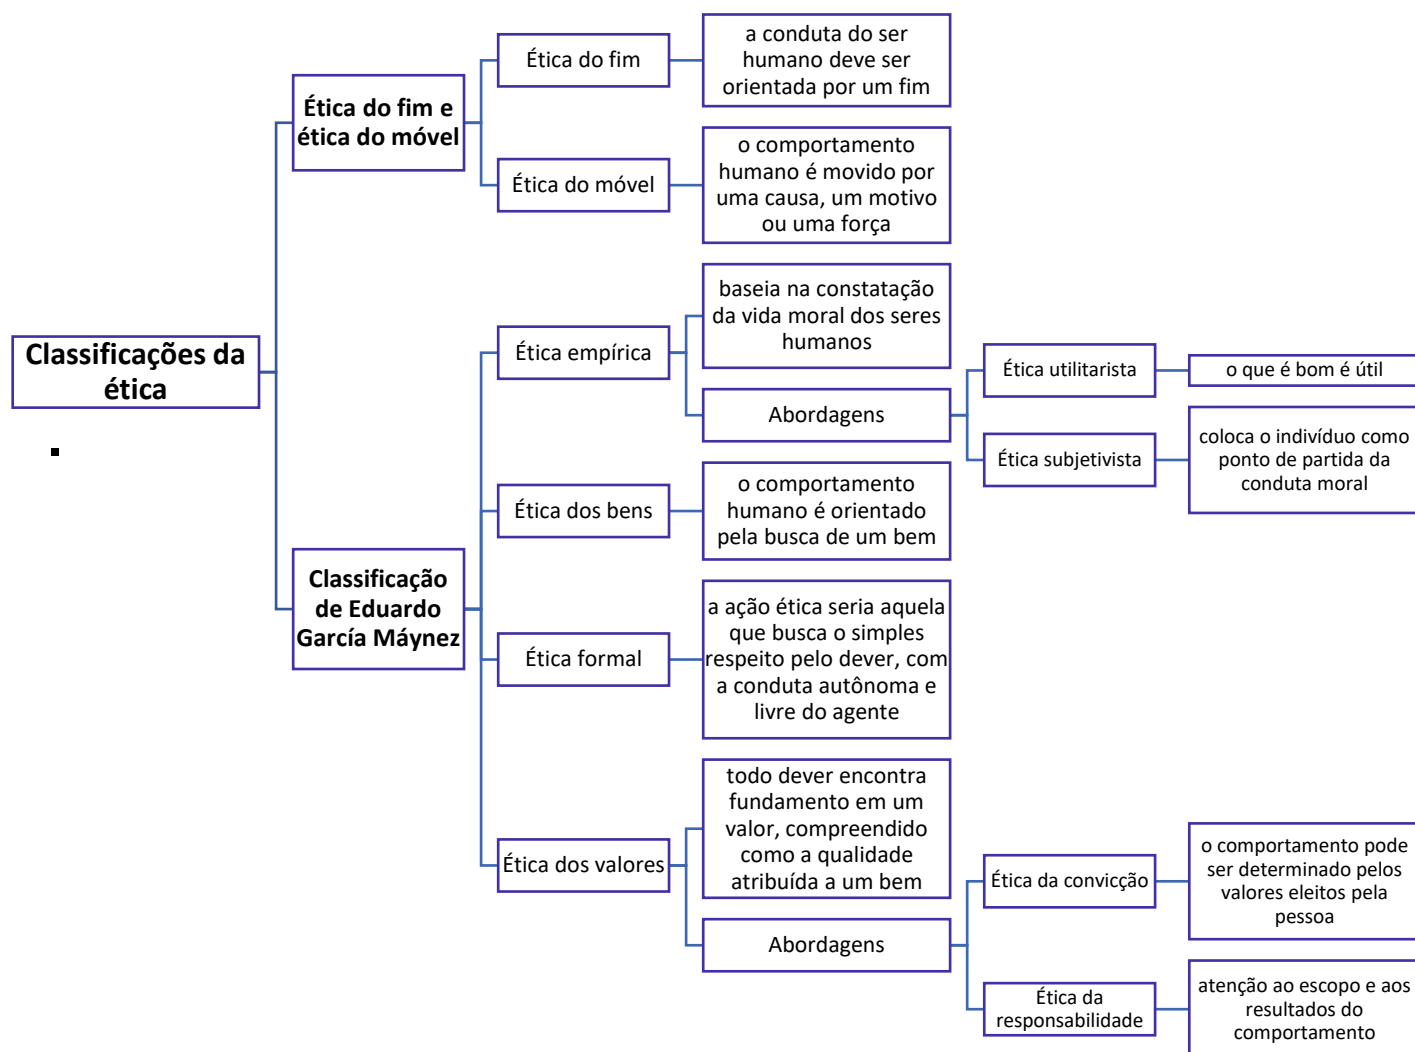 Classificações da
ética
Ética do fim e
ética do móvel
Ética do fim
a conduta do ser
humano deve ser
orientada por um fim
Ética do móvel
o comportamento
humano é movido por
uma causa, um motivo
ou uma força
Classificação
de Eduardo
García Máynez
Ética empírica
baseia na constatação
da vida moral dos seres
humanos
Abordagens
Ética utilitarista
o que é bom é útil
Ética subjetivista
coloca o indivíduo como
ponto de partida da
conduta moral
Ética dos bens
o comportamento
humano é orientado
pela busca de um bem
Ética formal
a ação ética seria aquela
que busca o simples
respeito pelo dever, com
a conduta autônoma e
livre do agente
Ética dos valores
todo dever encontra
fundamento em um
valor, compreendido
como a qualidade
atribuída a um bem
Abordagens
Ética da convicção
o comportamento pode
ser determinado pelos
valores eleitos pela
pessoa
Ética da
responsabilidade
atenção ao escopo e aos
resultados do
comportamento